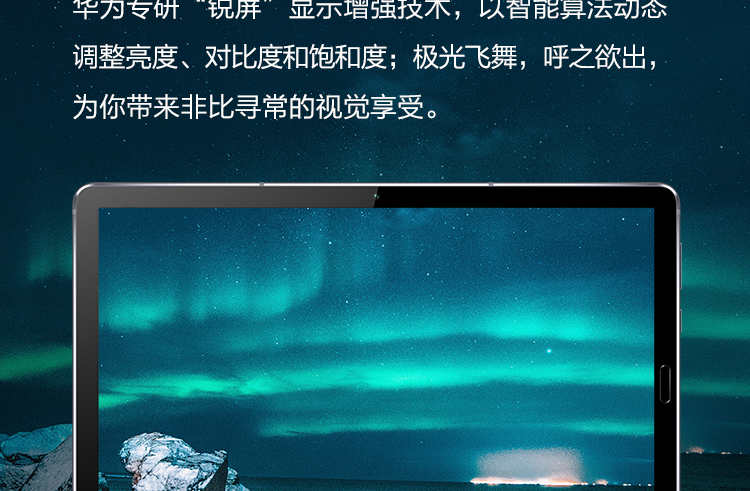 华为专研“锐屏”显示增强技术，以智能算法动态
调整亮度、对比度和饱和度；极光飞舞，呼之欲出，
为你带来非比寻常的视觉享受。